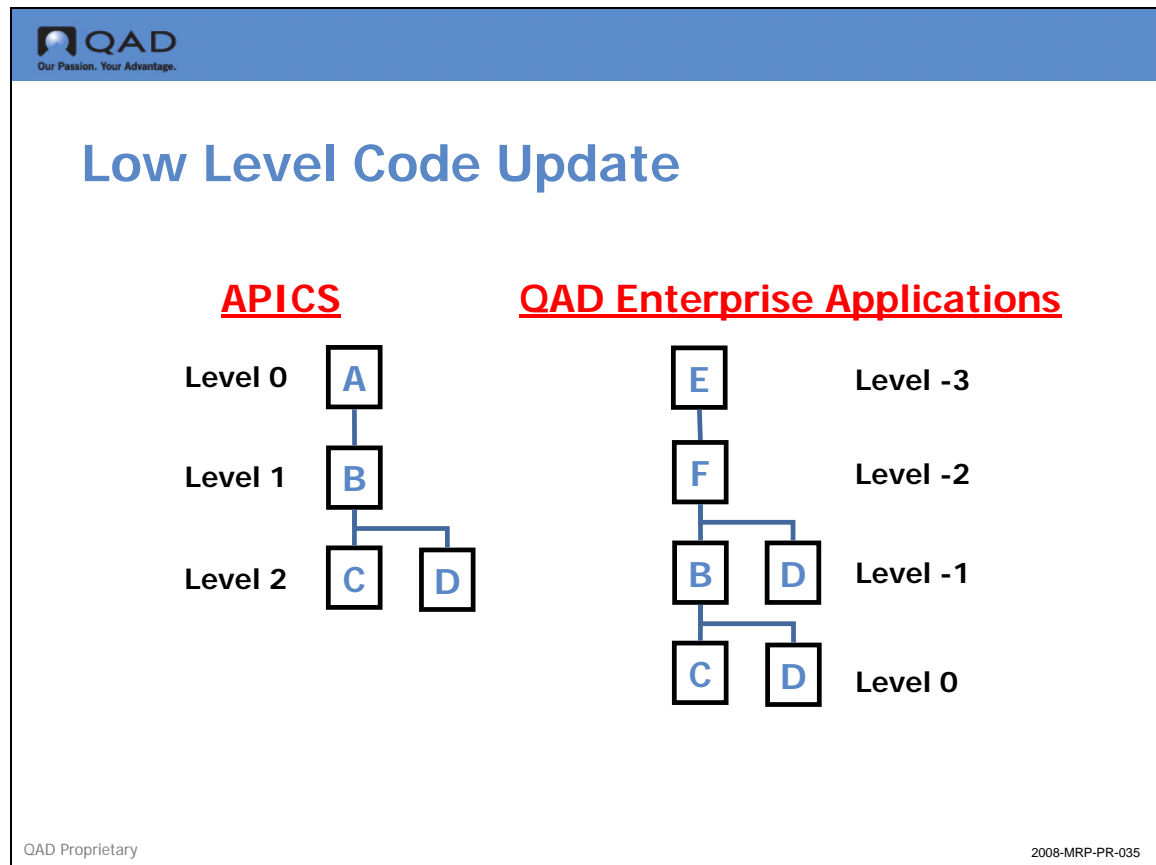 QAD
Our Passion. Your Advantage.
Low Level Code Update
APICS
QAD Enterprise Applications
Level 0
A
Level 1
B
Level 2
C
D
E
Level -3
F
Level -2
B
D
Level -1
C
D
Level 0
QAD Proprietary
2008-MRP-PR-035